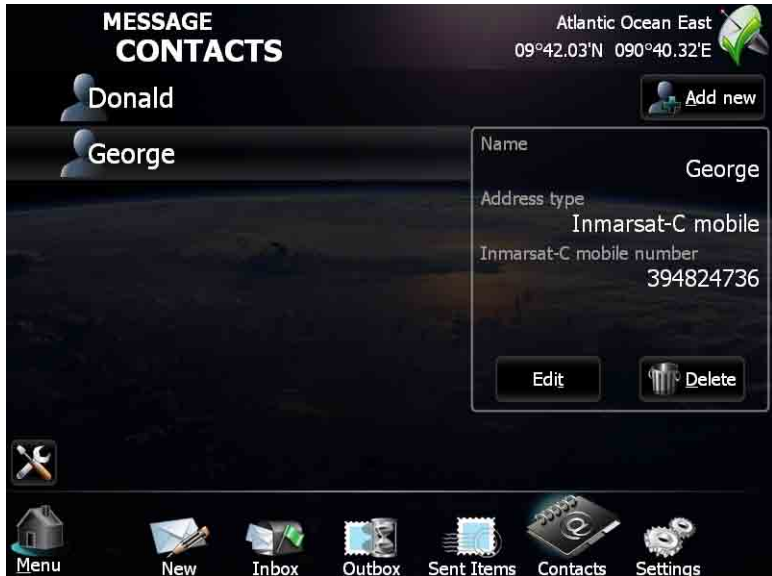 MESSAGE
CONTACTS
Atlantic Ocean East
09°42.03'N 090°40.32'E
Donald
Add new
George
Name
George
Address type
Inmarsat-C mobile
Inmarsat-C mobile number
394824736
Edit
Delete
Menu
New
Inbox
Outbox
Sent Items
Contacts
Settings